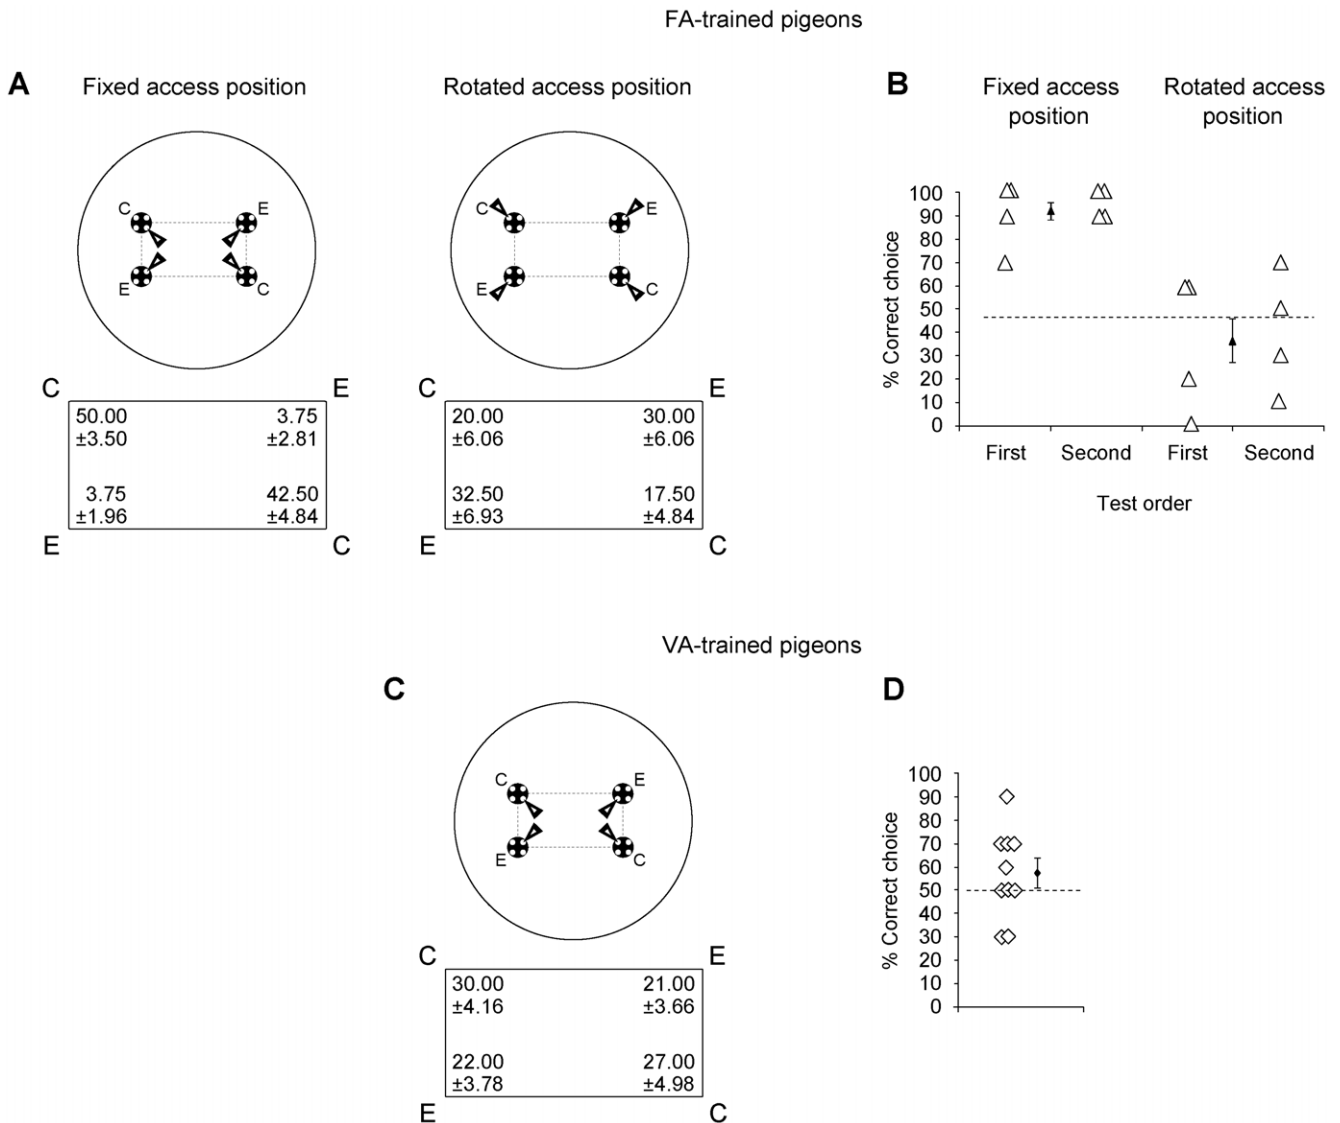 FA-trained pigeons
A
Fixed access position
Rotated access position
C
E
E
C
C
E
E
C
C
E
50.00
±3.50
3.75
±2.81
3.75
±1.96
42.50
±4.84
E
C
C
E
20.00
±6.06
30.00
±6.06
32.50
±6.93
17.50
±4.84
E
C
B
Fixed access
position
Rotated access
position
% Correct choice
100
90
80
70
60
50
40
30
20
10
0
First
Second
First
Second
Test order
VA-trained pigeons
C
C
E
E
C
C
E
30.00
±4.16
21.00
±3.66
22.00
±3.78
27.00
±4.98
E
C
D
% Correct choice
100
90
80
70
60
50
40
30
20
10
0